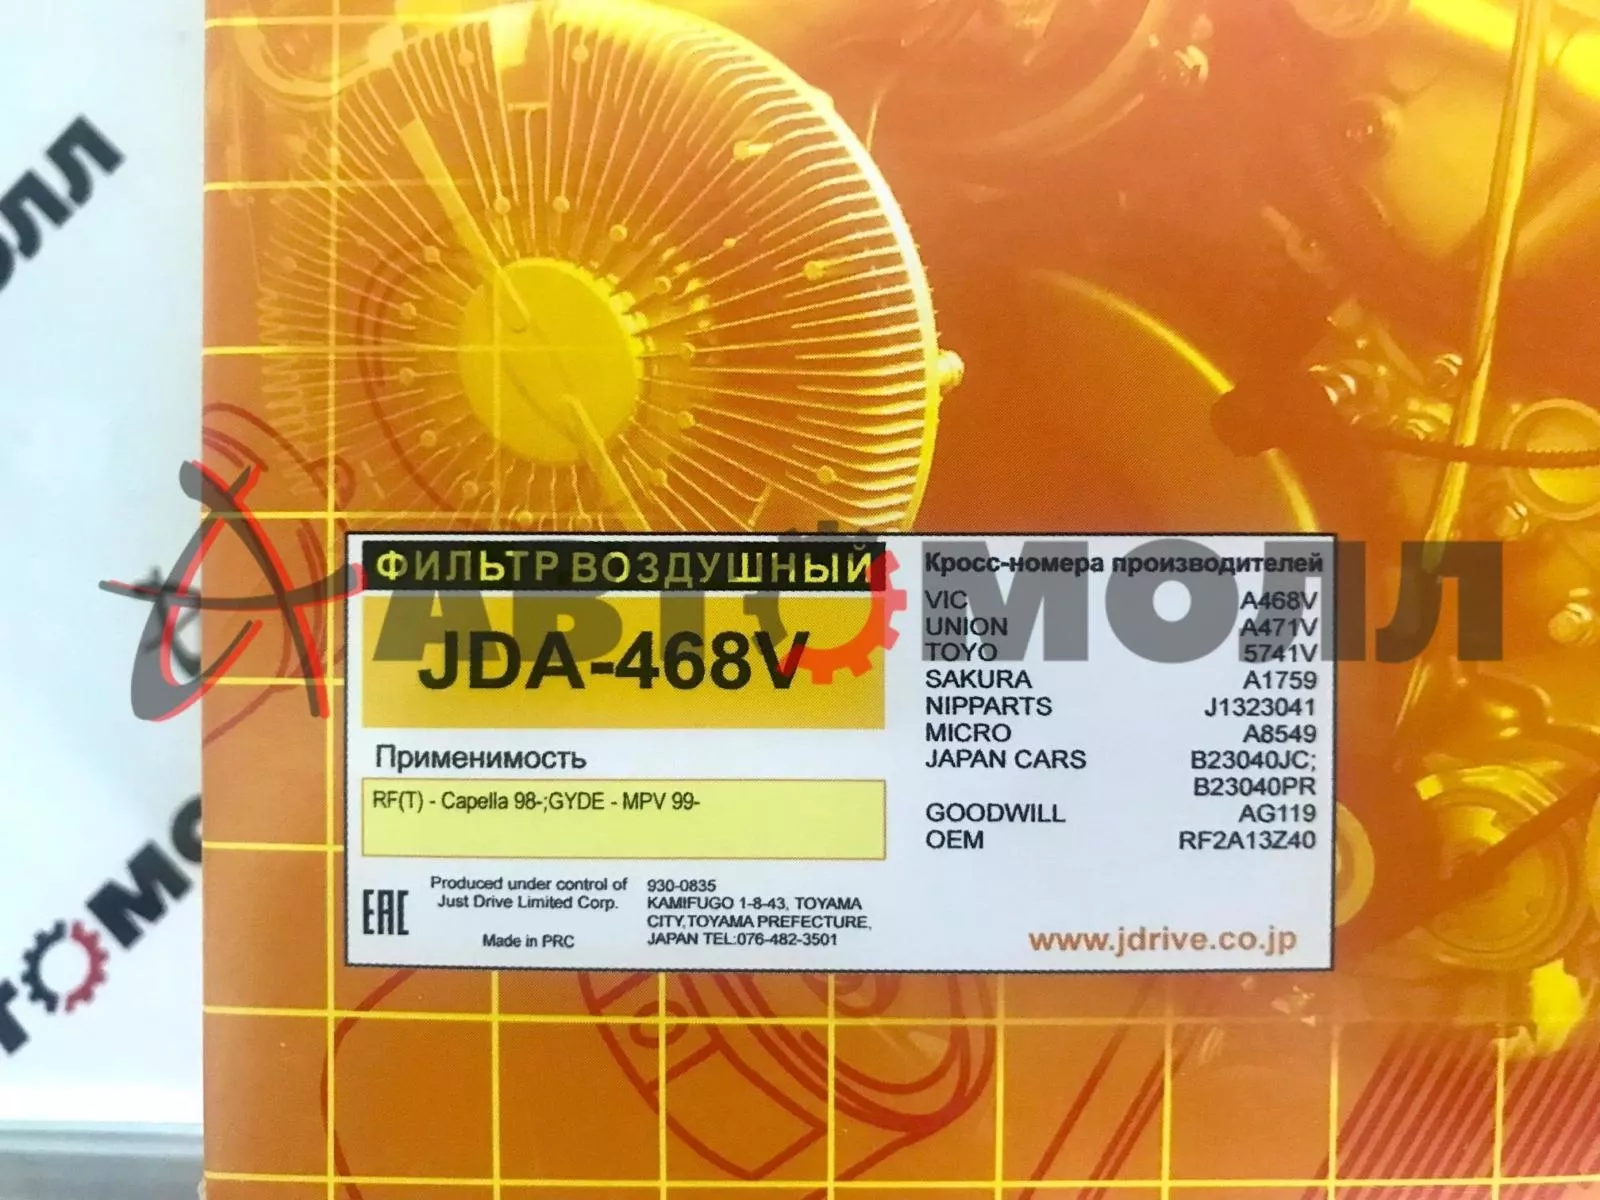 ФИЛЬТР ВОЗДУШНЫЙ
JDA-468V
Применимость
RF(T) - Capella 98-;GYDE - MPV 99-
EAC
Produced under control of
Just Drive Limited Corp.
Made in PRC
930-0835
KAMIFUGO 1-8-43, TOYAMA
CITY,TOYAMA PREFECTURE,
JAPAN TEL:076-482-3501
Кросс-номера производителей
VIC A468V
UNION A471V
TOYO 5741V
SAKURA A1759
NIPPARTS J1323041
MICRO A8549
JAPAN CARS B23040JC;
B23040PR
GOODWILL AG119
OEM RF2A13Z40
www.jdrive.co.jp
АВТОМОЛЛ